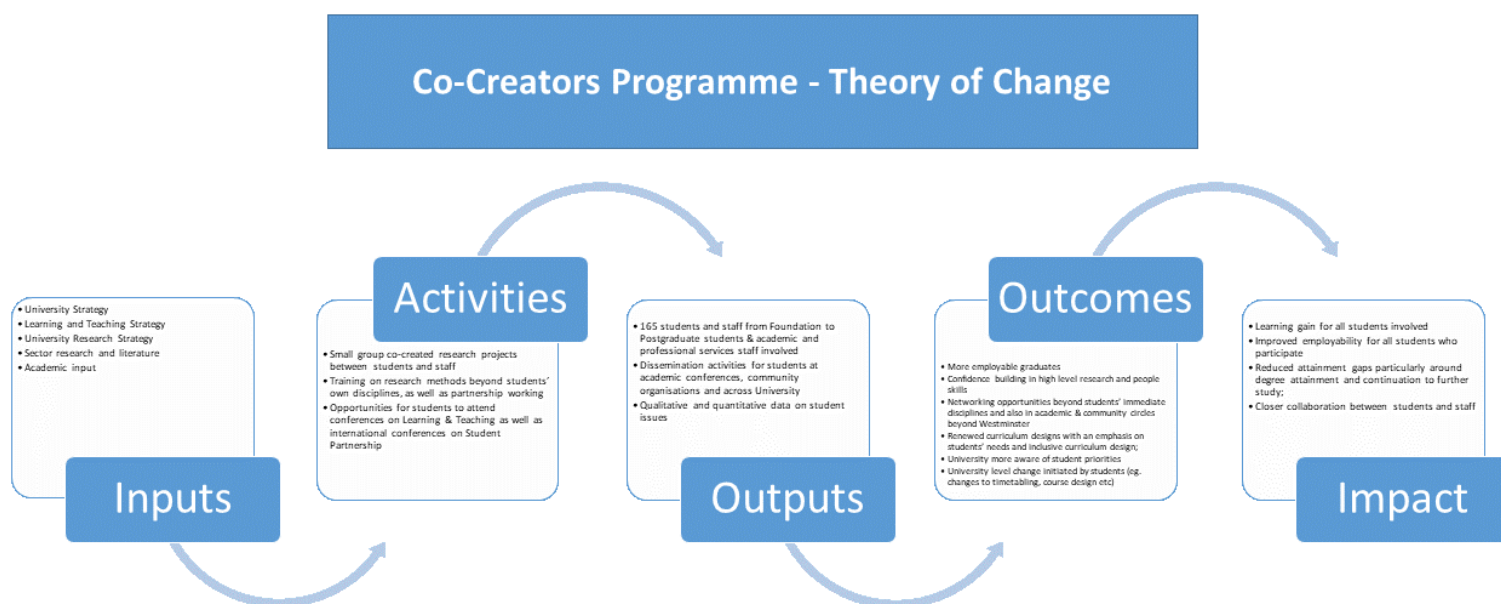 Co-Creators Programme - Theory of Change
• University Strategy
• Learning and Teaching Strategy
• University Research Strategy
• Sector research and literature
• Academic input
Inputs
Activities
• Small group co-created research projects
between students and staff
• Training on research methods beyond students'
own disciplines, as well as partnership working
• Opportunities for students to attend
conferences on Learning & Teaching as well as
international conferences on Student
Partnership
• 165 students and staff from Foundation to
Postgraduate students & academic and
professional services staff involved
• Dissemination activities for students at
academic conferences, community
organisations and across University
• Qualitative and quantitative data on student
issues
Outputs
Outcomes
• More employable graduates
• Confidence building in high level research and people
skills
• Networking opportunities beyond students' immediate
disciplines and also in academic & community circles
beyond Westminster
• Renewed curriculum designs with an emphasis on
students' needs and inclusive curriculum design;
• University more aware of student priorities
• University level change initiated by students (eg.
changes to timetabling, course design etc)
• Learning gain for all students involved
• Improved employability for all students who
participate
• Reduced attainment gaps particularly around
degree attainment and continuation to further
study;
• Closer collaboration between students and staff
Impact